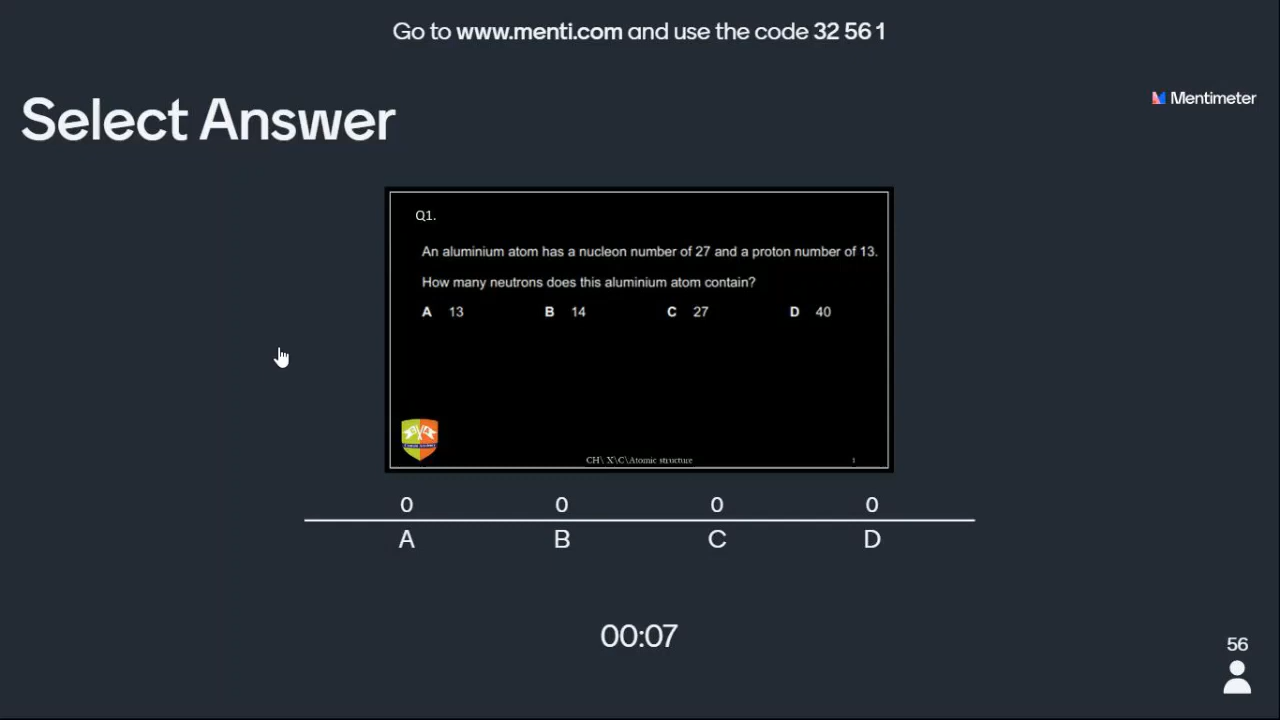 Go to www.menti.com and use the code 32 56 1
Mentimeter
Select Answer
Q1.
An aluminium atom has a nucleon number of 27 and a proton number of 13.
How many neutrons does this aluminium atom contain?
A 13 B 14 C 27 D 40
CH\ X\C\Atomic structure 1
0 0 0 0
A B C D
00:07
56